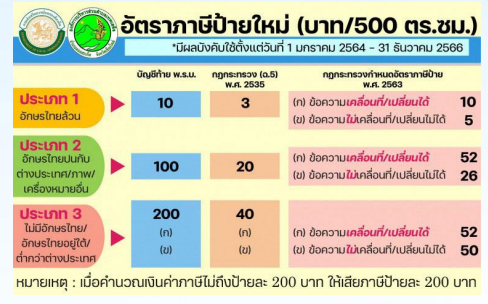 อัตราภาษีป้ายใหม่ (บาท/500 ตร.ซม.)
*มีผลบังคับใช้ตั้งแต่วันที่ 1 มกราคม 2564 - 31 ธันวาคม 2566
บัญชีท้าย พ.ร.บ. กฎกระทรวง (ฉ.5) กฎกระทรวงกำหนดอัตราภาษีป้าย
พ.ศ. 2535 พ.ศ. 2563
ประเภท 1
อักษรไทยล้วน
10 3
(ก) ข้อความเคลื่อนที่/เปลี่ยนได้ 10
(ข) ข้อความไม่เคลื่อนที่/เปลี่ยนไม่ได้ 5
ประเภท 2
อักษรไทยปนกับ
ต่างประเทศ/ภาพ/
เครื่องหมายอื่น
100 20
(ก) ข้อความเคลื่อนที่/เปลี่ยนได้ 52
(ข) ข้อความไม่เคลื่อนที่/เปลี่ยนไม่ได้ 26
ประเภท 3
ไม่มีอักษรไทย/
อักษรไทยอยู่ใต้/
ต่ำกว่าต่างประเทศ
200 40
(ก) (ก) (ก) ข้อความเคลื่อนที่/เปลี่ยนได้ 52
(ข) (ข) (ข) ข้อความไม่เคลื่อนที่/เปลี่ยนไม่ได้ 50
หมายเหตุ : เมื่อคำนวณเงินค่าภาษีไม่ถึงป้ายละ 200 บาท ให้เสียภาษีป้ายละ 200 บาท